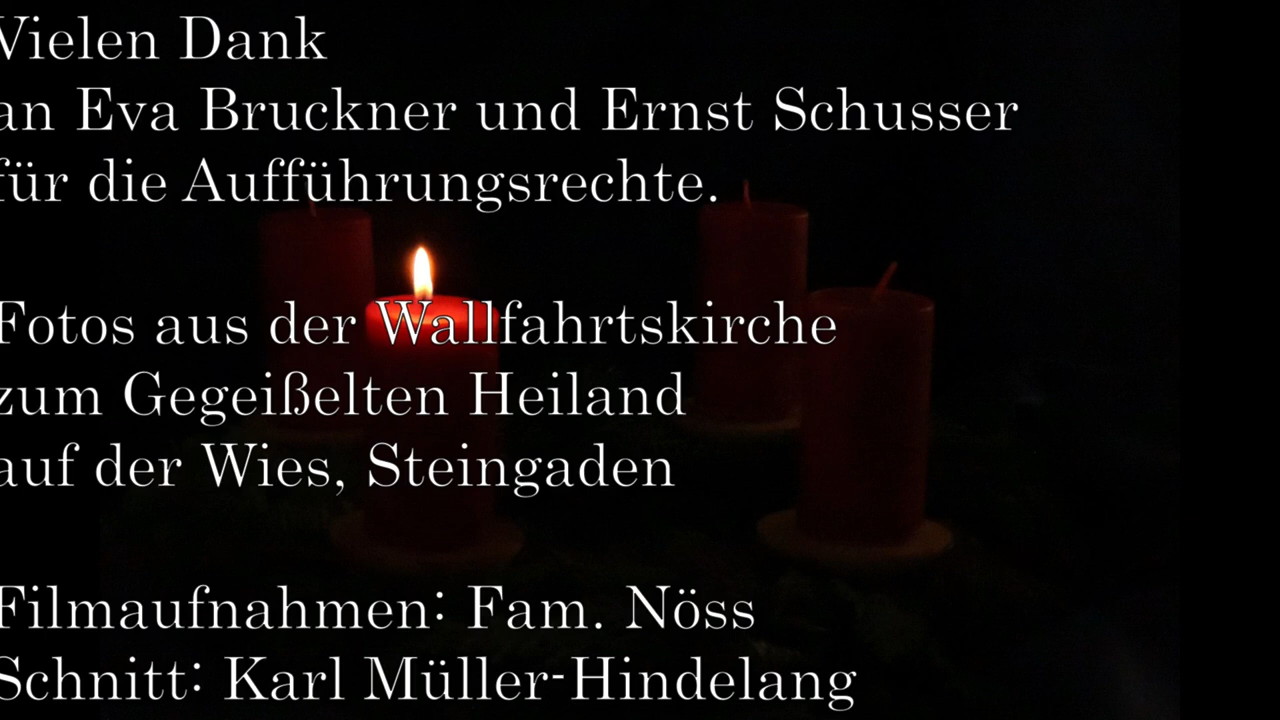 Vielen Dank
an Eva Bruckner und Ernst Schusser
für die Aufführungsrechte.
Fotos aus der Wallfahrtskirche
zum Gegeißelten Heiland
auf der Wies, Steingaden
Filmaufnahmen: Fam. Nöss
Schnitt: Karl Müller-Hindelang